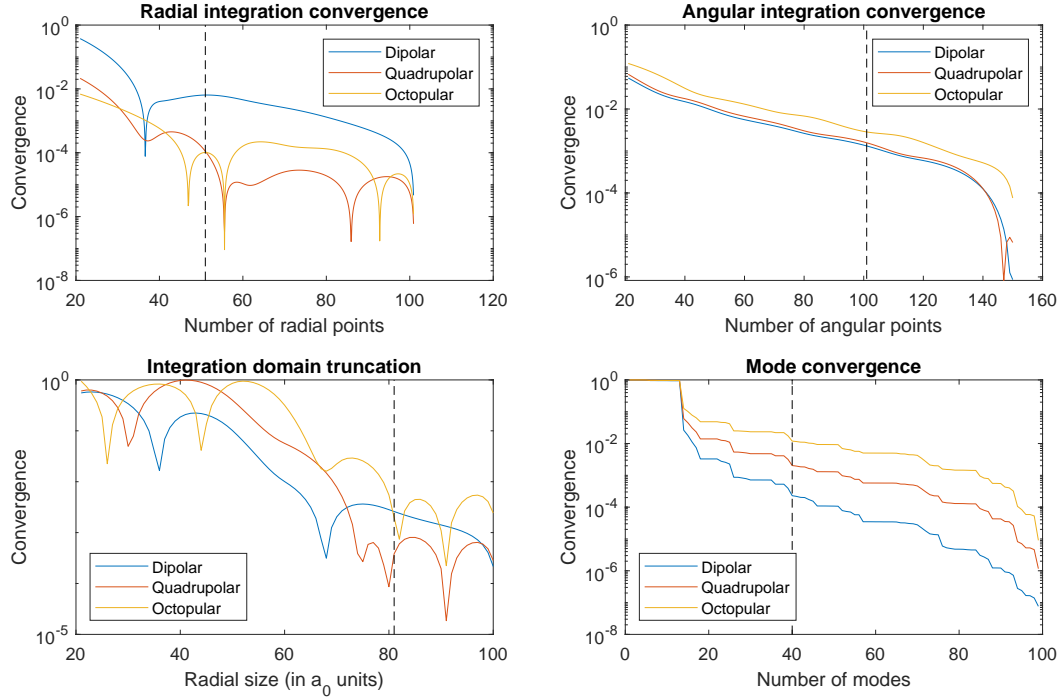 Radial integration convergence
10^0
10^-2
10^-4
10^-6
10^-8
Convergence
Dipolar
Quadrupolar
Octopular
20 40 60 80 100 120
Number of radial points
Angular integration convergence
10^0
10^-2
10^-4
10^-6
Convergence
Dipolar
Quadrupolar
Octopular
20 40 60 80 100 120 140 160
Number of angular points
Integration domain truncation
10^0
10^-5
Convergence
Dipolar
Quadrupolar
Octopular
20 40 60 80 100
Radial size (in a_0 units)
Mode convergence
10^0
10^-2
10^-4
10^-6
10^-8
Convergence
Dipolar
Quadrupolar
Octopular
0 20 40 60 80 100
Number of modes